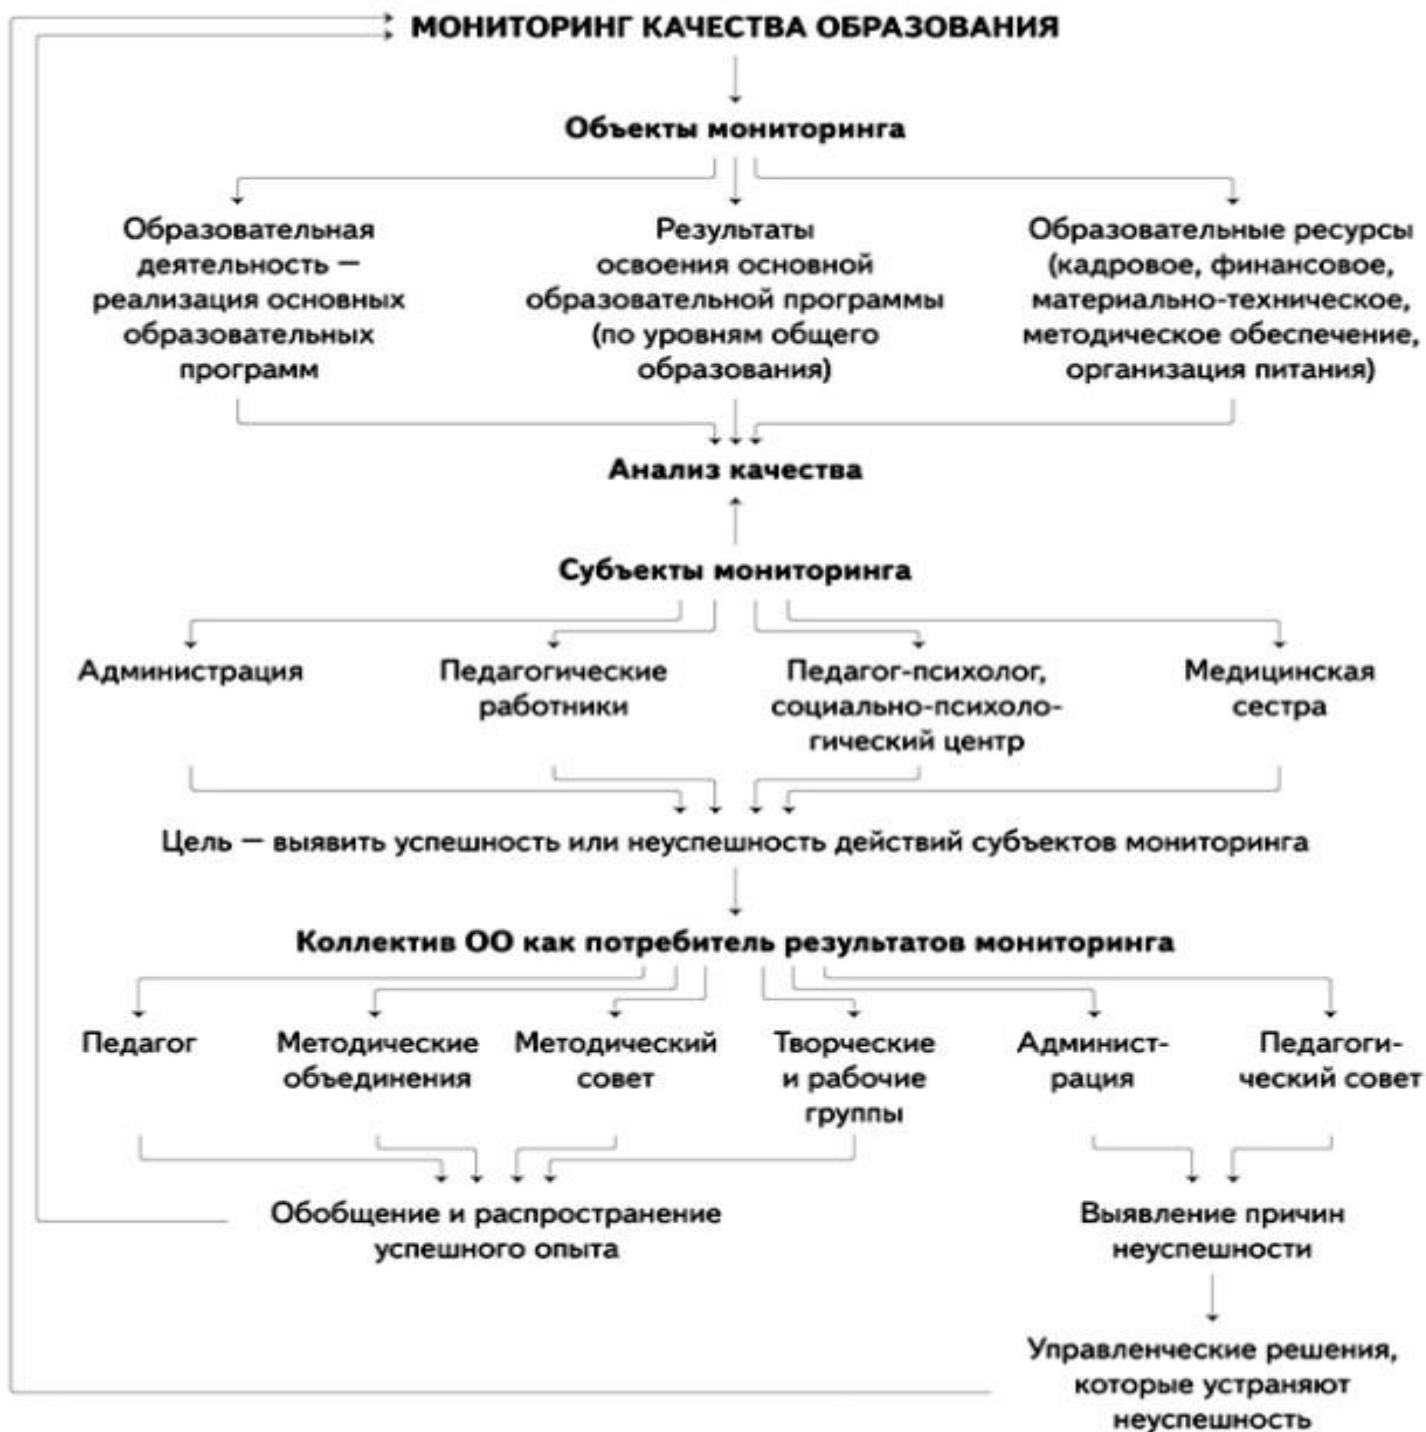 МОНИТОРИНГ КАЧЕСТВА ОБРАЗОВАНИЯ
Объекты мониторинга
Образовательная
деятельность —
реализация основных
образовательных
программ
Результаты
освоения основной
образовательной программы
(по уровням общего
образования)
Образовательные ресурсы
(кадровое, финансовое,
материально-техническое,
методическое обеспечение,
организация питания)
Анализ качества
Субъекты мониторинга
Администрация
Педагогические
работники
Педагог-психолог,
социально-психоло-
гический центр
Медицинская
сестра
Цель — выявить успешность или неуспешность действий субъектов мониторинга
Коллектив ОО как потребитель результатов мониторинга
Педагог
Методические
объединения
Методический
совет
Творческие
и рабочие
группы
Админист-
рация
Педагоги-
ческий совет
Обобщение и распространение
успешного опыта
Выявление причин
неуспешности
Управленческие решения,
которые устраняют
неуспешность